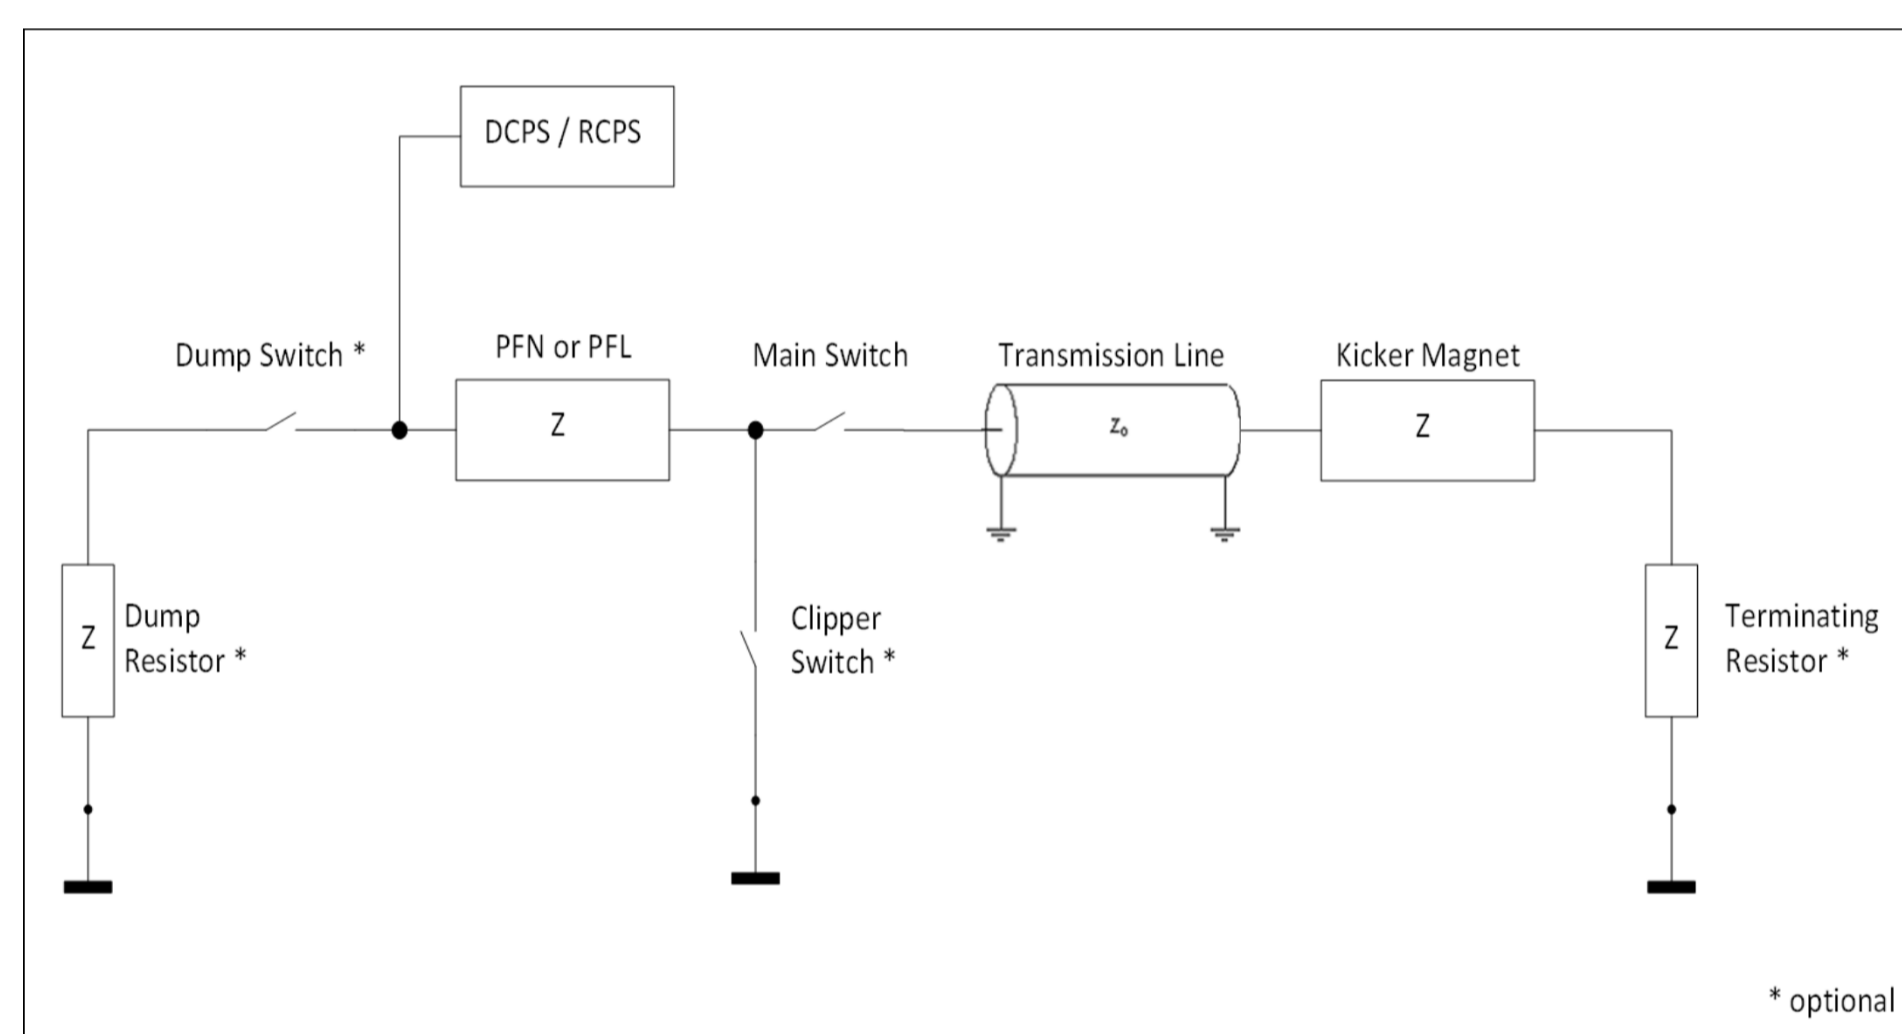 DCPS / RCPS
Dump Switch *
PFN or PFL
Main Switch
Transmission Line
Kicker Magnet
Z
Z₀
Z
Z
Dump
Resistor *
Clipper
Switch *
Z
Terminating
Resistor *
* optional